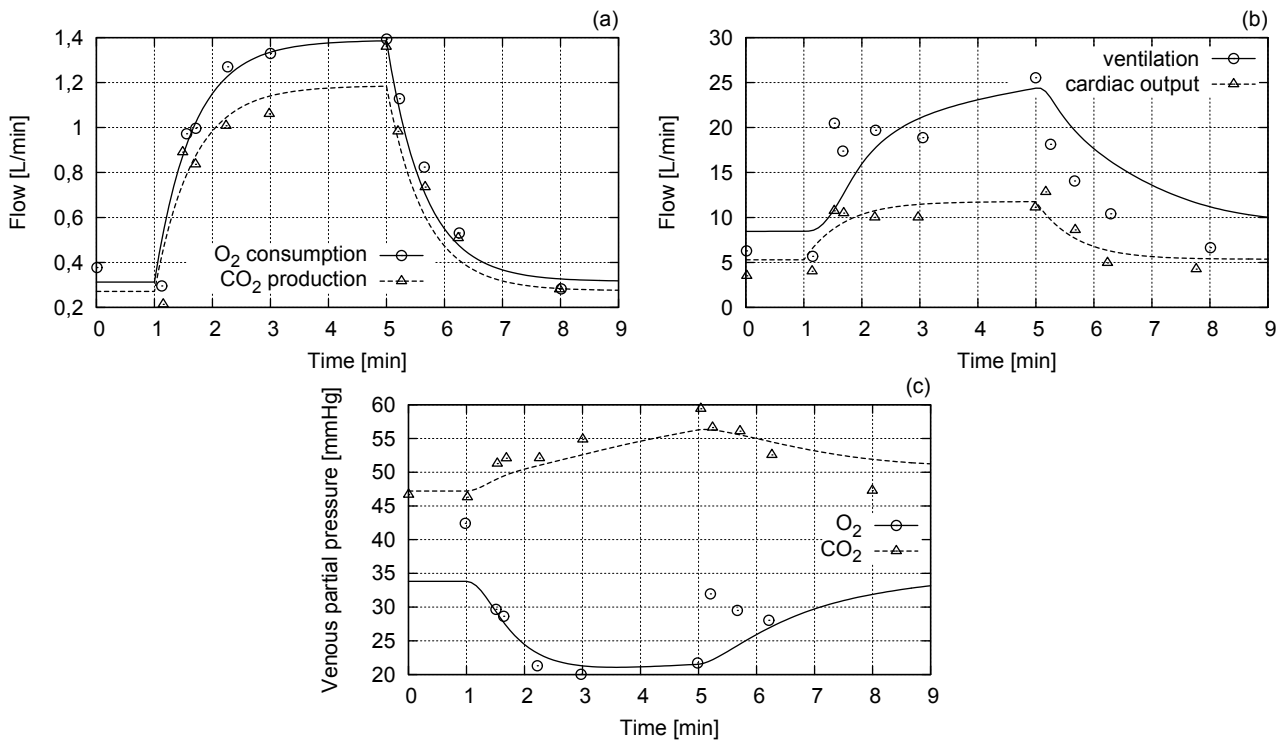 (a)
1,4
1,2
1
0,8
0,6
0,4
0,2
Flow [L/min]
O2 consumption
CO2 production
0 1 2 3 4 5 6 7 8 9
Time [min]
(b)
30
25
20
15
10
5
0
Flow [L/min]
ventilation
cardiac output
0 1 2 3 4 5 6 7 8 9
Time [min]
(c)
60
55
50
45
40
35
30
25
20
Venous partial pressure [mmHg]
O2
CO2
0 1 2 3 4 5 6 7 8 9
Time [min]